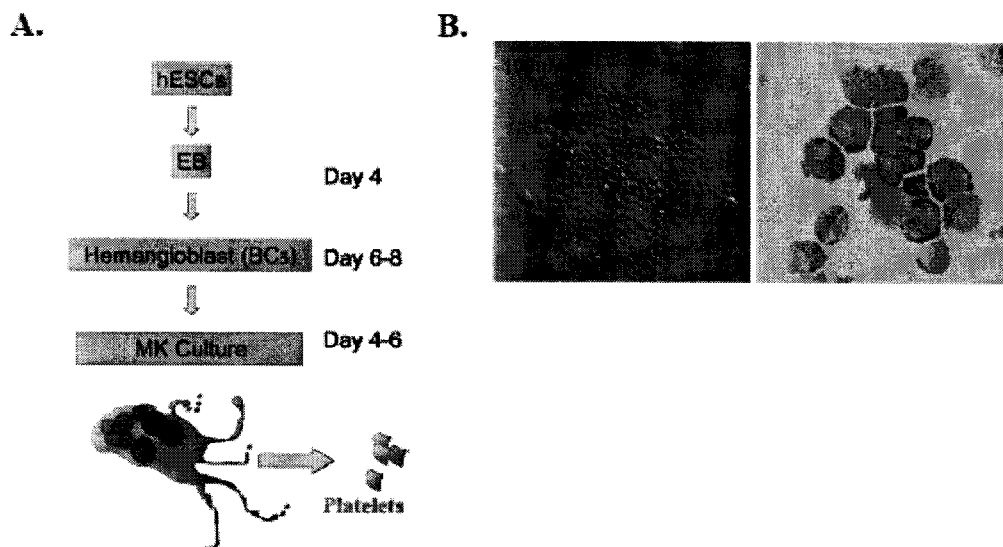 A.
hESCs
EB
Day 4
Hemangioblast (BCs)
Day 6-8
MK Culture
Day 4-6
Platelets
B.